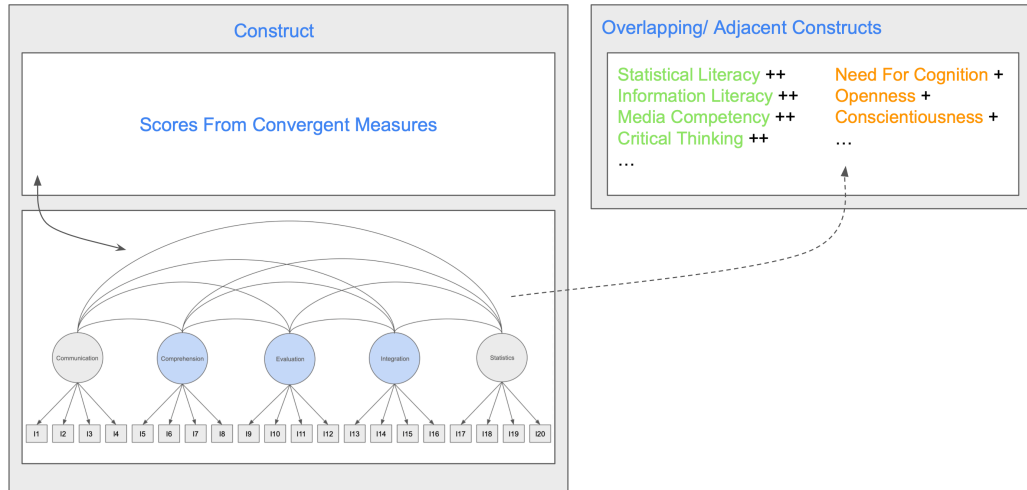 Construct
Scores From Convergent Measures
Communication
Comprehension
Evaluation
Integration
Statistics
I1 I2 I3 I4 I5 I6 I7 I8 I9 I10 I11 I12 I13 I14 I15 I16 I17 I18 I19 I20
Overlapping/ Adjacent Constructs
Statistical Literacy ++
Information Literacy ++
Media Competency ++
Critical Thinking ++
...
Need For Cognition +
Openness +
Conscientiousness +
...